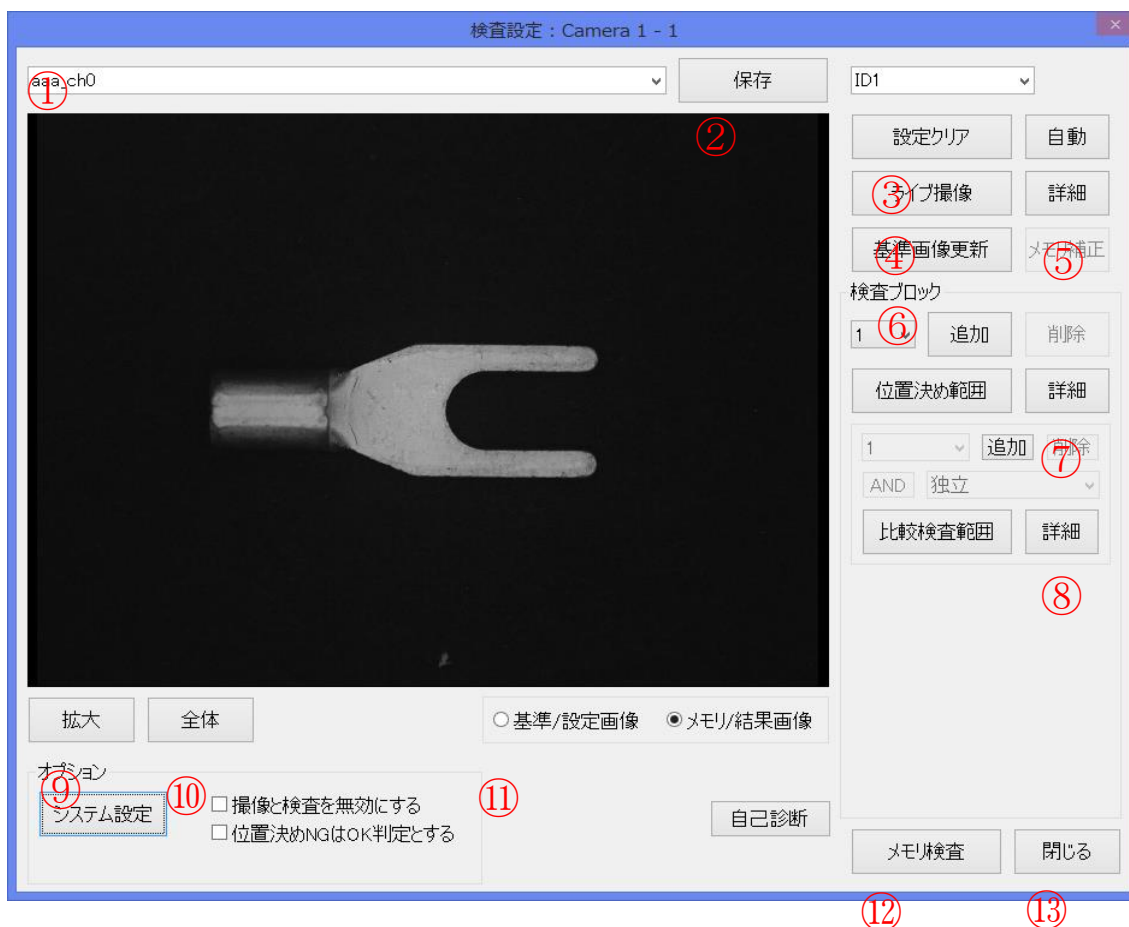 検査設定：Camera 1 - 1
×
aaa_ch0
保存
ID1
①
②
設定クリア
自動
③
ライブ撮像
詳細
④
基準画像更新
⑤
メモリ補正
検査ブロック
⑥
1
追加
削除
位置決め範囲
詳細
1
追加
削除
⑦
AND
独立
比較検査範囲
詳細
⑧
拡大
全体
基準/設定画像
メモリ/結果画像
オプション
⑨
⑩
⑪
システム設定
撮像と検査を無効にする
位置決めNGはOK判定とする
自己診断
メモリ検査
閉じる
⑫
⑬